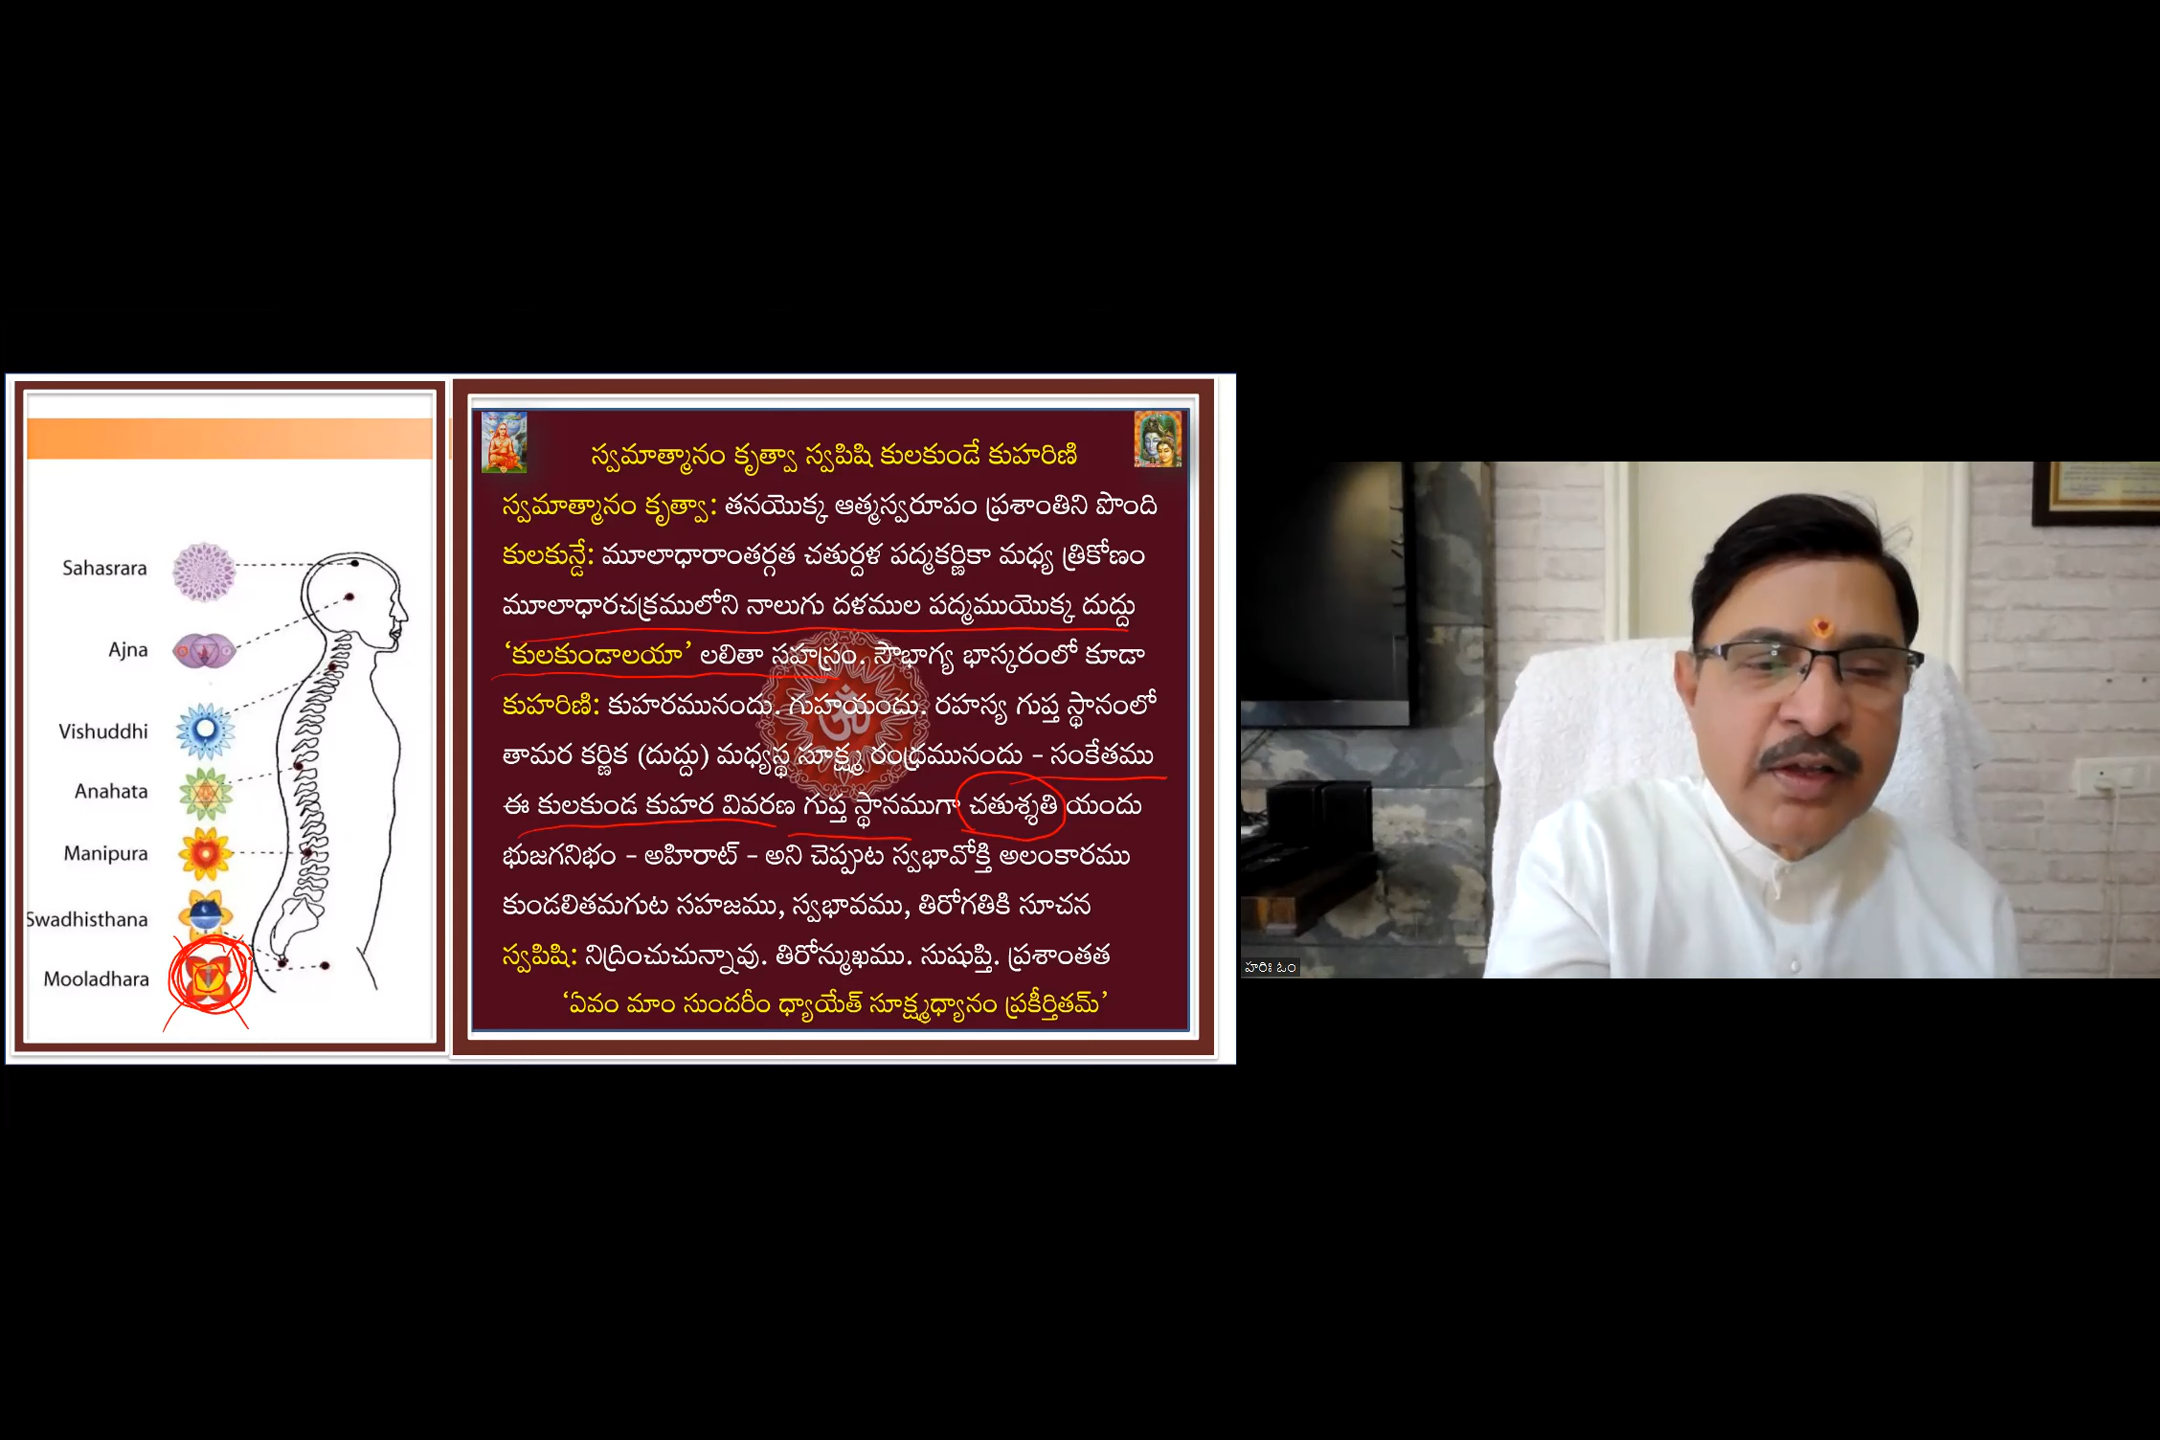 Sahasrara
Ajna
Vishuddhi
Anahata
Manipura
Swadhisthana
Mooladhara
స్వమాత్మానం కృత్వా స్వపిషి కులకుండే కుహరిణి
స్వమాత్మానం కృత్వా: తనయొక్క ఆత్మస్వరూపం ప్రశాంతిని పొంది
కులకున్డే: మూలాధారాంతర్గత చతుర్దళ పద్మకర్ణికా మధ్య త్రికోణం
మూలాధారచక్రములోని నాలుగు దళముల పద్మముయొక్క దుద్దు
‘కులకుండాలయా’ లలితా సహస్రం. సౌభాగ్య భాస్కరంలో కూడా
కుహరిణి: కుహరమునందు. గుహయందు. రహస్య గుప్త స్థానంలో
తామర కర్ణిక (దుద్దు) మధ్యస్థ సూక్ష్మ రంధ్రమునందు – సంకేతము
ఈ కులకుండ కుహర వివరణ గుప్త స్థానముగా చతుశ్శతి యందు
భుజగనిభం – అహిరాట్ – అని చెప్పుట స్వభావోక్తి అలంకారము
కుండలితమగుట సహజము, స్వభావము, తిరోగతికి సూచన
స్వపిషి: నిద్రించుచున్నావు. తిరోన్ముఖము. సుషుప్తి. ప్రశాంతత
‘ఏవం మాం సుందరీం ధ్యాయేత్ సూక్ష్మధ్యానం ప్రకీర్తితమ్’
హరిః ఓం